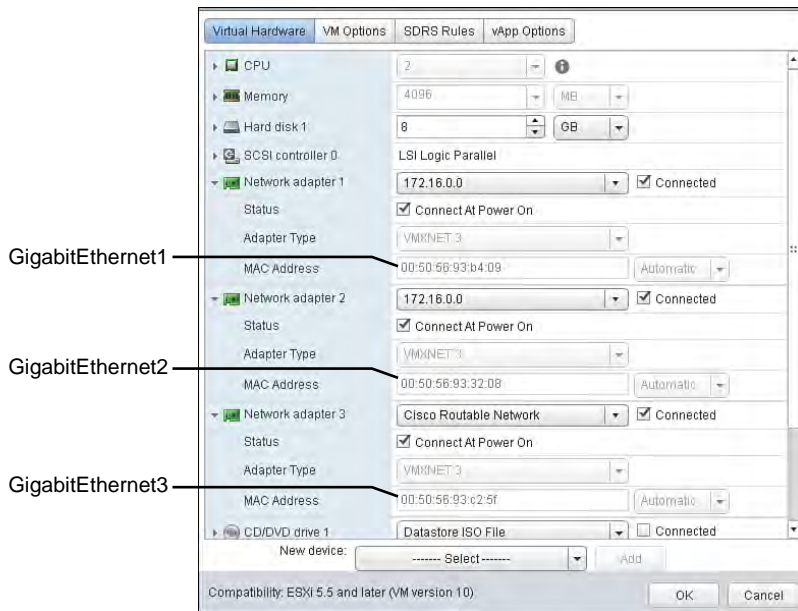 Virtual Hardware VM Options SDRS Rules vApp Options
CPU 2
Memory 4096 MB
Hard disk 1 8 GB
SCSI controller 0 LSI Logic Parallel
Network adapter 1 172.16.0.0 Connected
Status Connect At Power On
Adapter Type VMXNET 3
GigabitEthernet1
MAC Address 00:50:56:93:b4:09 Automatic
Network adapter 2 172.16.0.0 Connected
Status Connect At Power On
Adapter Type VMXNET 3
GigabitEthernet2
MAC Address 00:50:56:93:32:08 Automatic
Network adapter 3 Cisco Routable Network Connected
Status Connect At Power On
Adapter Type VMXNET 3
GigabitEthernet3
MAC Address 00:50:56:93:c2:5f Automatic
CD/DVD drive 1 Datastore ISO File Connected
New device: ------- Select ------- Add
Compatibility: ESXi 5.5 and later (VM version 10) OK Cancel